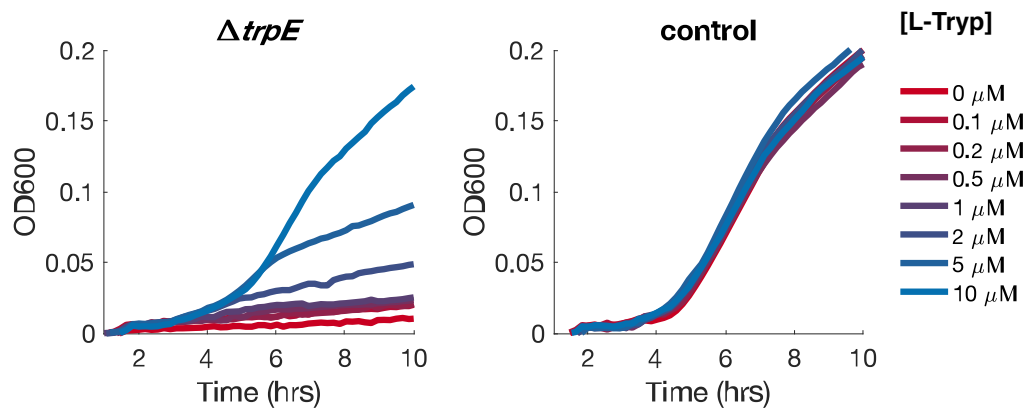 ΔtrpE
control
[L-Tryp]
0.2
0.15
0.1
0.05
0
OD600
2
4
6
8
10
Time (hrs)
0.2
0.15
0.1
0.05
0
OD600
2
4
6
8
10
Time (hrs)
0 μM
0.1 μM
0.2 μM
0.5 μM
1 μM
2 μM
5 μM
10 μM